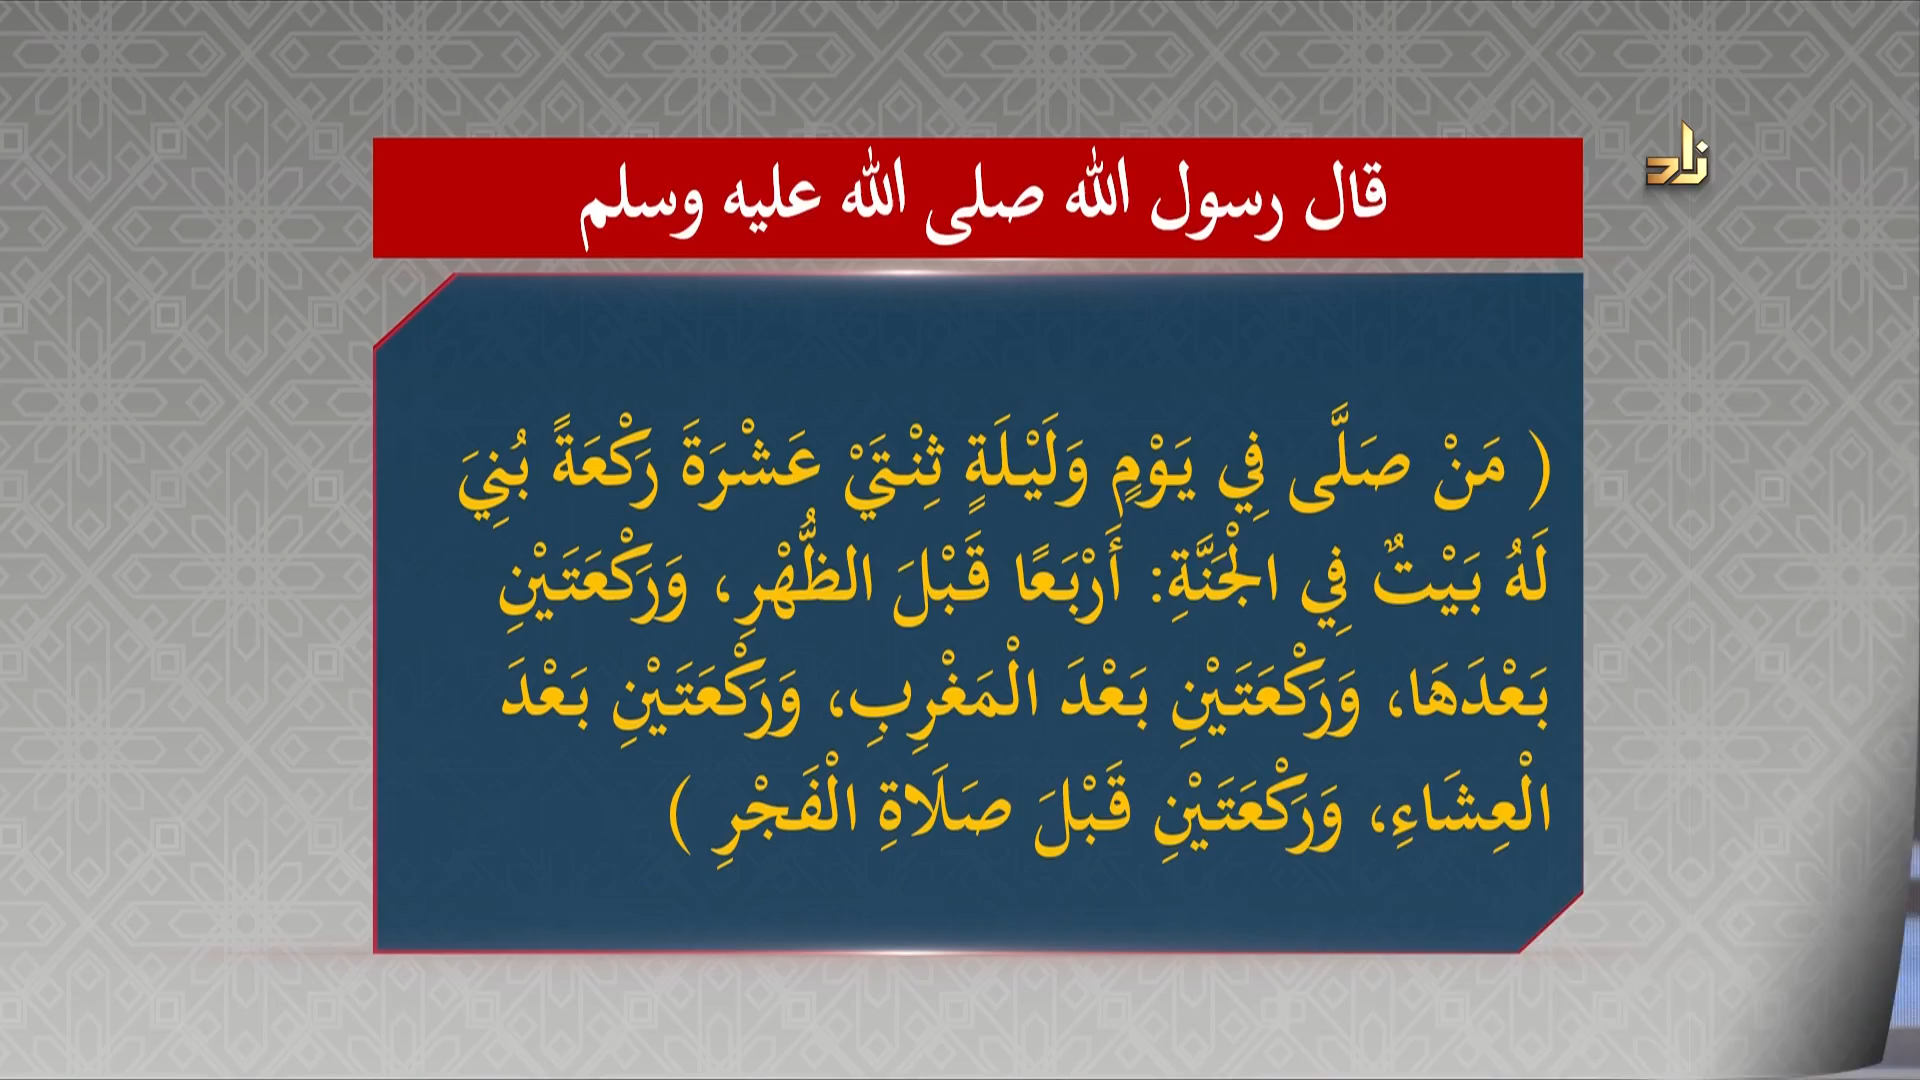 زاد
قال رسول الله صلى الله عليه وسلم
( مَنْ صَلَّى فِي يَوْمٍ وَلَيْلَةٍ ثِنْتَيْ عَشْرَةَ رَكْعَةً بُنِيَ
لَهُ بَيْتٌ فِي الْجَنَّةِ: أَرْبَعًا قَبْلَ الظُّهْرِ، وَرَكْعَتَيْنِ
بَعْدَهَا، وَرَكْعَتَيْنِ بَعْدَ الْمَغْرِبِ، وَرَكْعَتَيْنِ بَعْدَ
الْعِشَاءِ، وَرَكْعَتَيْنِ قَبْلَ صَلَاةِ الْفَجْرِ )